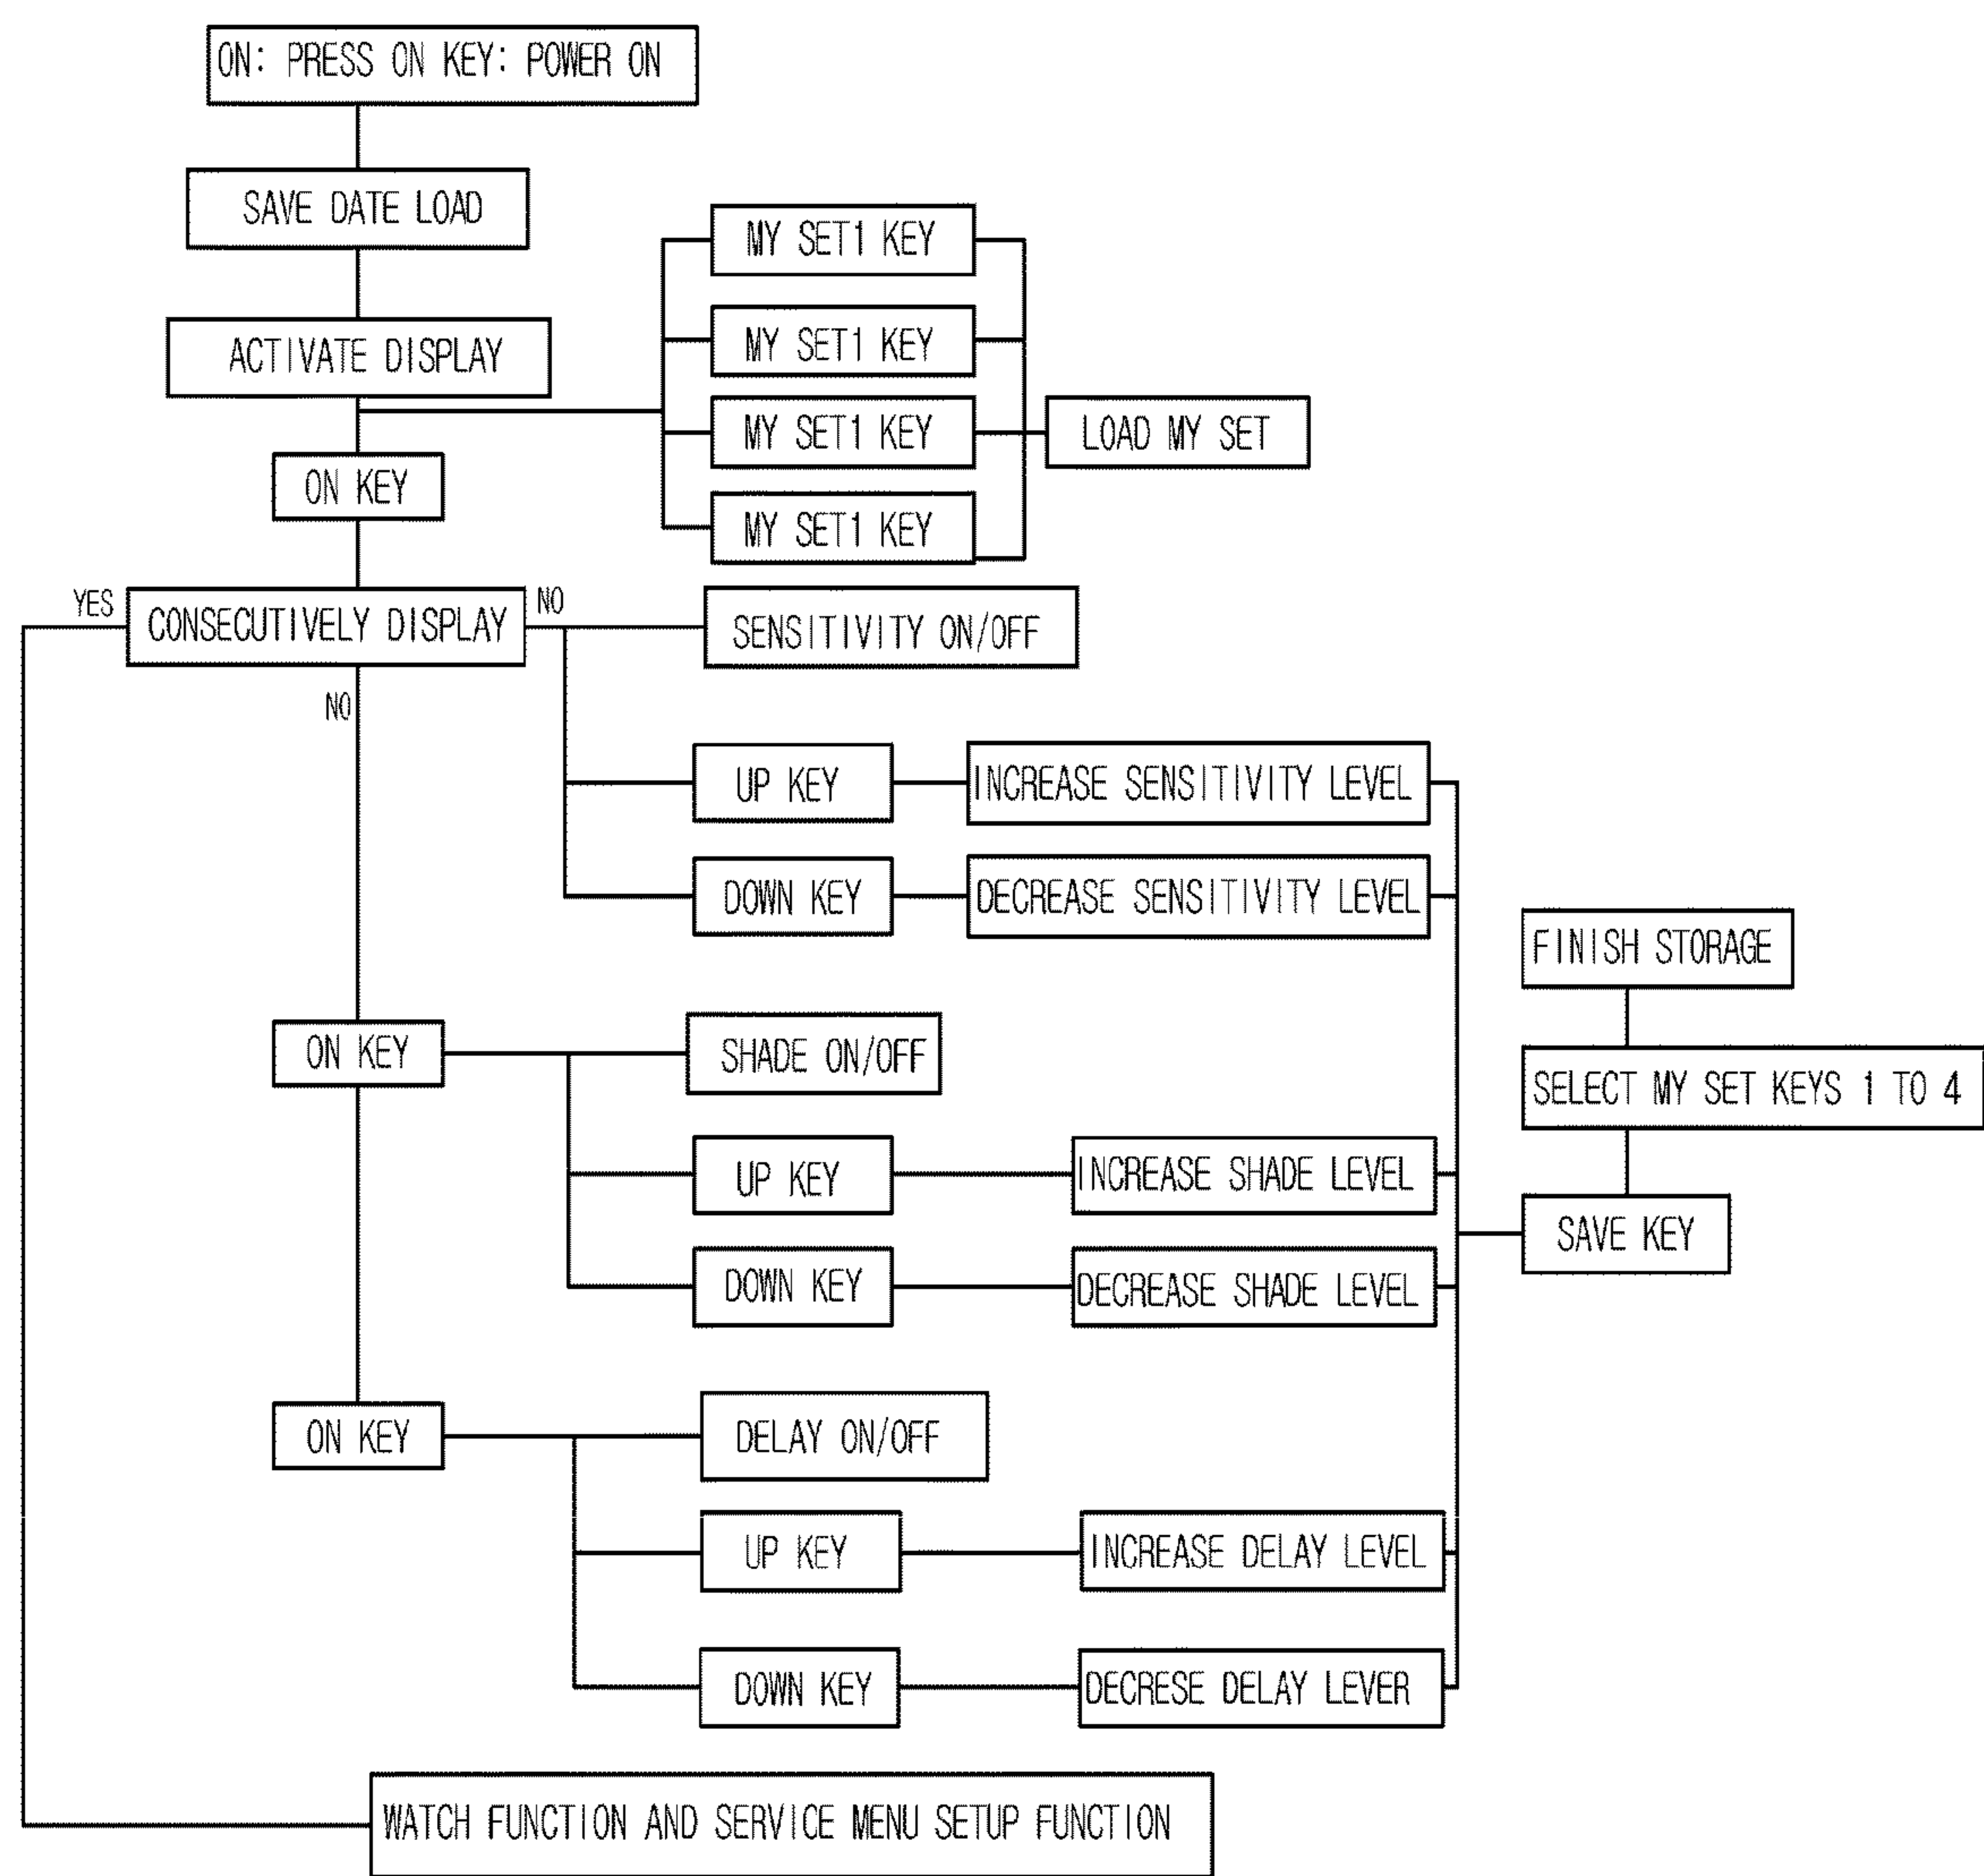 ON: PRESS ON KEY: POWER ON
SAVE DATE LOAD
ACTIVATE DISPLAY
MY SET1 KEY
MY SET1 KEY
MY SET1 KEY
MY SET1 KEY
LOAD MY SET
ON KEY
YES
CONSECUTIVELY DISPLAY
NO
NO
SENSITIVITY ON/OFF
UP KEY
INCREASE SENSITIVITY LEVEL
DOWN KEY
DECREASE SENSITIVITY LEVEL
FINISH STORAGE
SELECT MY SET KEYS 1 TO 4
SAVE KEY
ON KEY
SHADE ON/OFF
UP KEY
INCREASE SHADE LEVEL
DOWN KEY
DECREASE SHADE LEVEL
ON KEY
DELAY ON/OFF
UP KEY
INCREASE DELAY LEVEL
DOWN KEY
DECRESE DELAY LEVER
WATCH FUNCTION AND SERVICE MENU SETUP FUNCTION